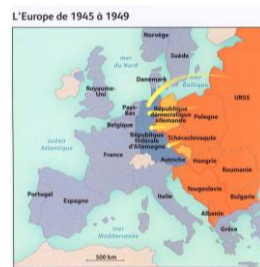 L'Europe de 1945 à 1949
Norvège
Suède
mer
du Nord
mer
Baltique
Danemark
Royaume-
Uni
URSS
Pays-
Bas
République
démocratique
allemande
Pologne
Belgique
océan
Atlantique
République
fédérale
d'Allemagne
Tchécoslovaquie
France
Autriche
Hongrie
Roumanie
Yougoslavie
Bulgarie
Portugal
Espagne
Italie
Albanie
Grèce
mer
Méditerranée
500 km